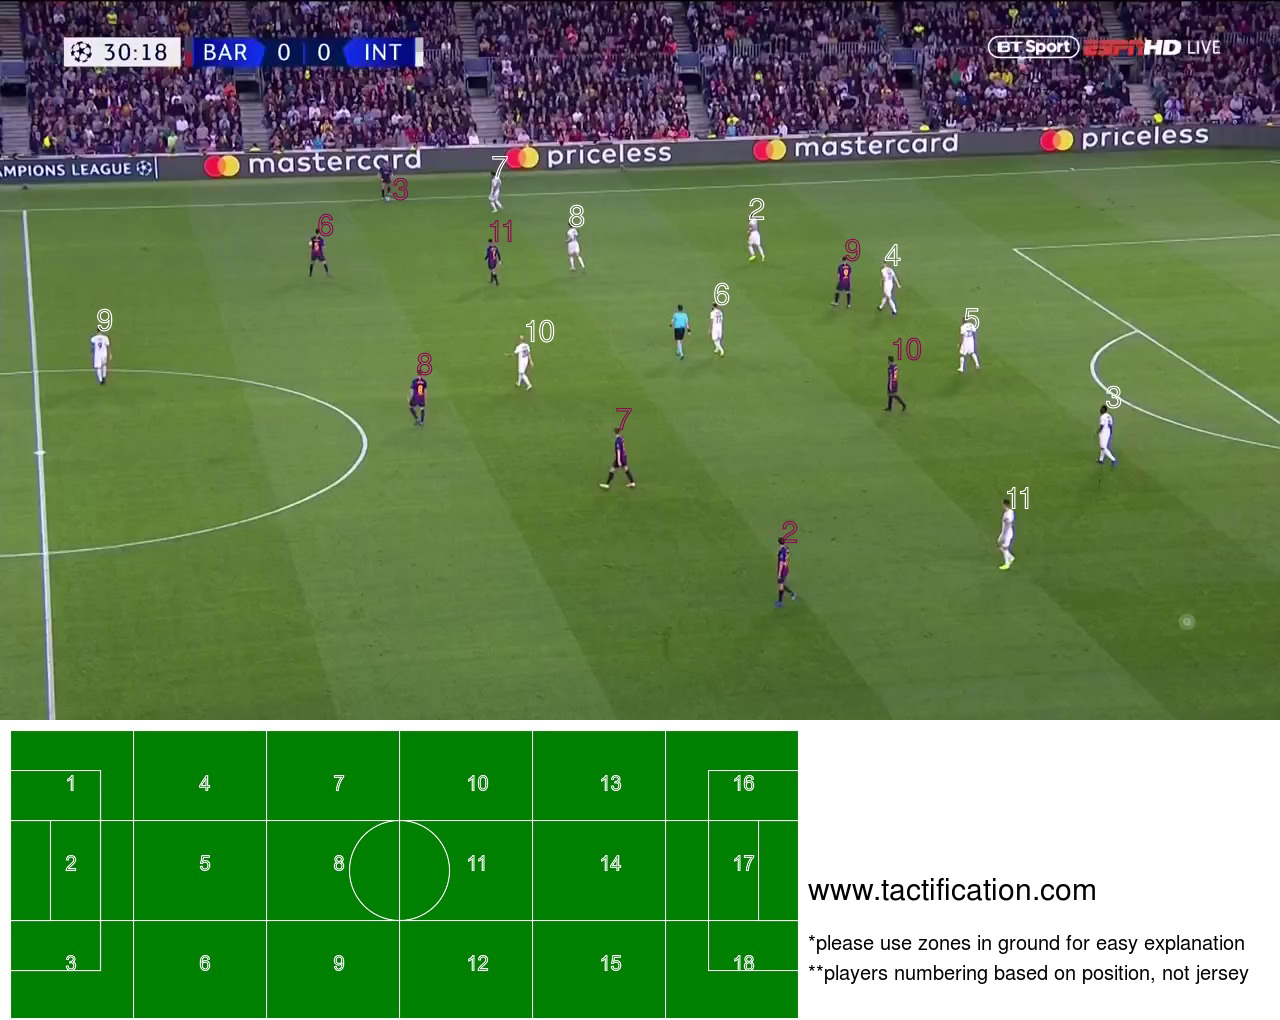 30:18 BAR 0 0 INT
BT Sport ESPN HD LIVE
AMPIONS LEAGUE
mastercard priceless mastercard priceless
7
3
6 11 8 2
9 4
9 10 6 5
8 10
7 3
11
2
1 4 7 10 13 16
2 5 8 11 14 17
3 6 9 12 15 18
www.tactification.com
*please use zones in ground for easy explanation
**players numbering based on position, not jersey